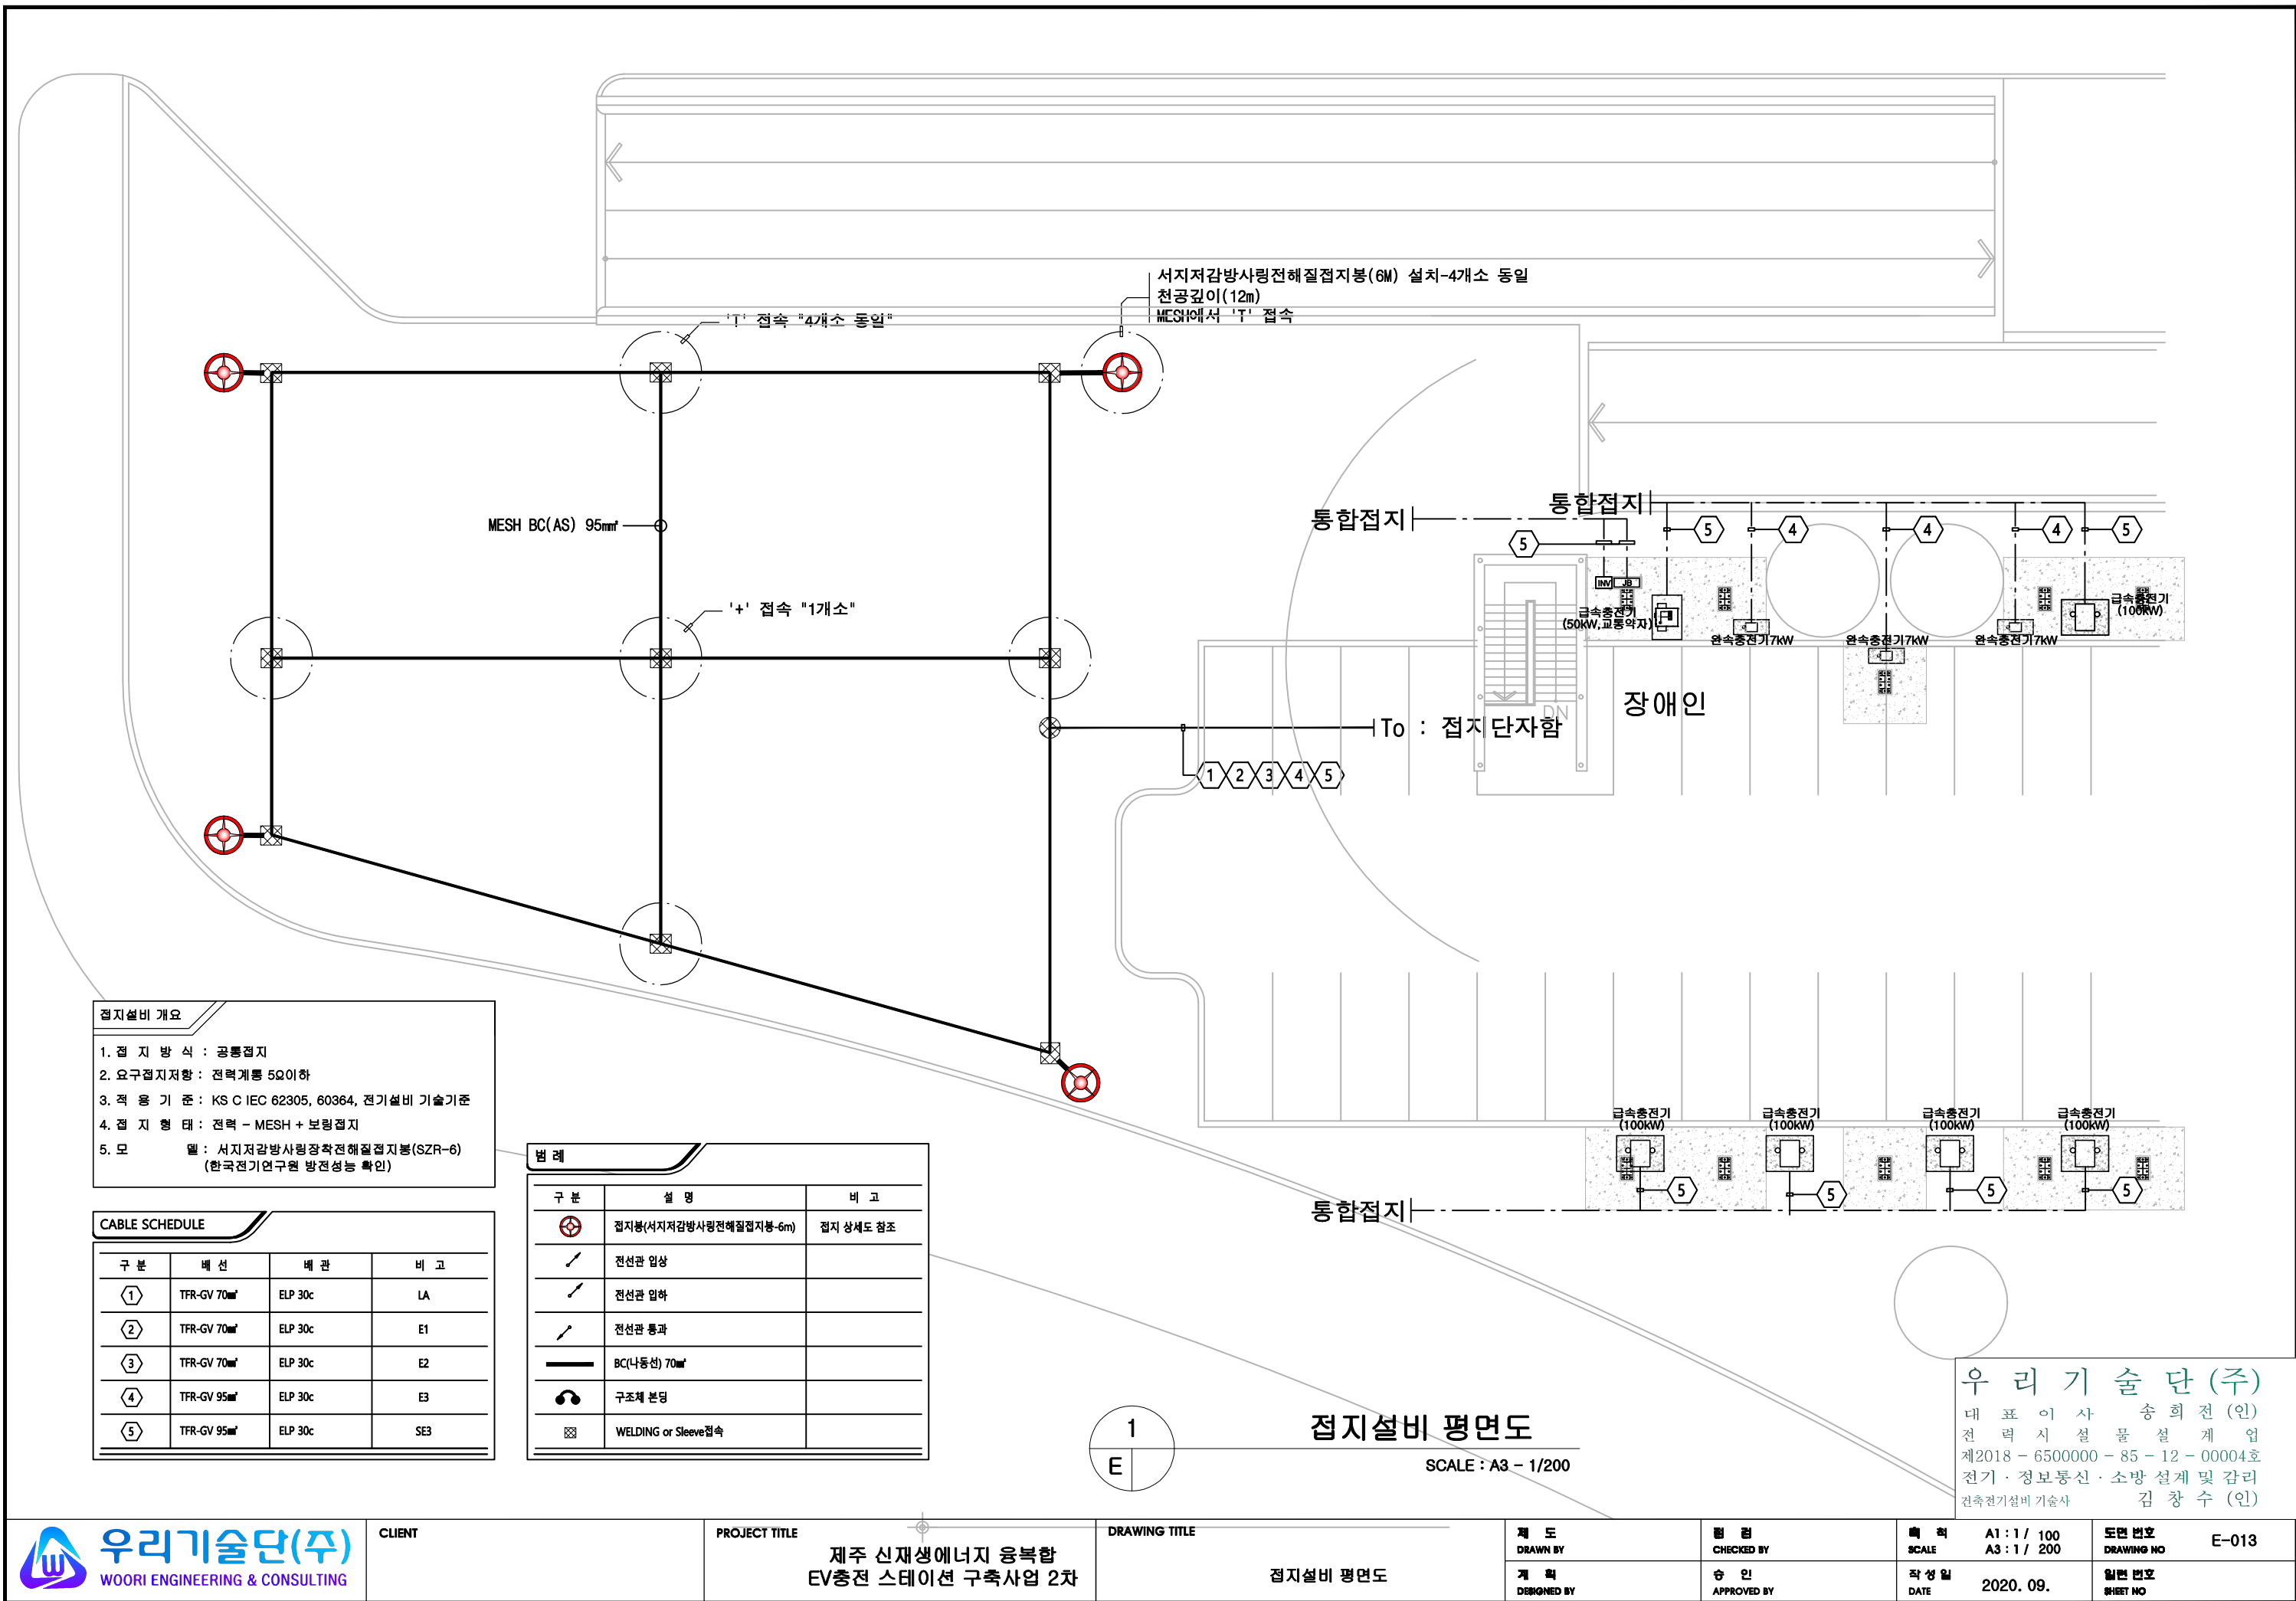 서지저감방사링전해질접지봉(6M) 설치-4개소 동일
천공깊이(12m)
MESH에서 'T' 접속
'T' 접속 "4개소 동일"
MESH BC(AS) 95㎟
'+' 접속 "1개소"
통합접지
통합접지
5
5
4
4
4
5
INV
JB
급속충전기
(50kW,교통약자)
완속충전기7kW
완속충전기7kW
완속충전기7kW
급속충전기
(100kW)
장애인
DN
To : 접지단자함
1 2 3 4 5
급속충전기
(100kW)
급속충전기
(100kW)
급속충전기
(100kW)
급속충전기
(100kW)
5
5
5
5
통합접지
접지설비 개요
1. 접 지 방 식 : 공통접지
2. 요구접지저항 : 전력계통 5Ω이하
3. 적 용 기 준 : KS C IEC 62305, 60364, 전기설비 기술기준
4. 접 지 형 태 : 전력 - MESH + 보링접지
5. 모 델 : 서지저감방사링장착전해질접지봉(SZR-6)
(한국전기연구원 방전성능 확인)
CABLE SCHEDULE
구 분 배 선 배 관 비 고
1 TFR-GV 70㎟ ELP 30c LA
2 TFR-GV 70㎟ ELP 30c E1
3 TFR-GV 70㎟ ELP 30c E2
4 TFR-GV 95㎟ ELP 30c E3
5 TFR-GV 95㎟ ELP 30c SE3
범 례
구 분 설 명 비 고
접지봉(서지저감방사링전해질접지봉-6m) 접지 상세도 참조
전선관 입상
전선관 입하
전선관 통과
BC(나동선) 70㎟
구조체 본딩
WELDING or Sleeve접속
1
E
접지설비 평면도
SCALE : A3 - 1/200
우 리 기 술 단 (주)
대 표 이 사 송 희 전 (인)
전 력 시 설 물 설 계 업
제2018 - 6500000 - 85 - 12 - 00004호
전기 · 정보통신 · 소방 설계 및 감리
건축전기설비 기술사 김 창 수 (인)
우리기술단(주)
WOORI ENGINEERING & CONSULTING
CLIENT
PROJECT TITLE
제주 신재생에너지 융복합
EV충전 스테이션 구축사업 2차
DRAWING TITLE
접지설비 평면도
제 도
DRAWN BY
계 획
DESIGNED BY
점 검
CHECKED BY
승 인
APPROVED BY
축 척 A1 : 1 / 100
SCALE A3 : 1 / 200
작 성 일
DATE 2020. 09.
도면 번호
DRAWING NO E-013
일련 번호
SHEET NO